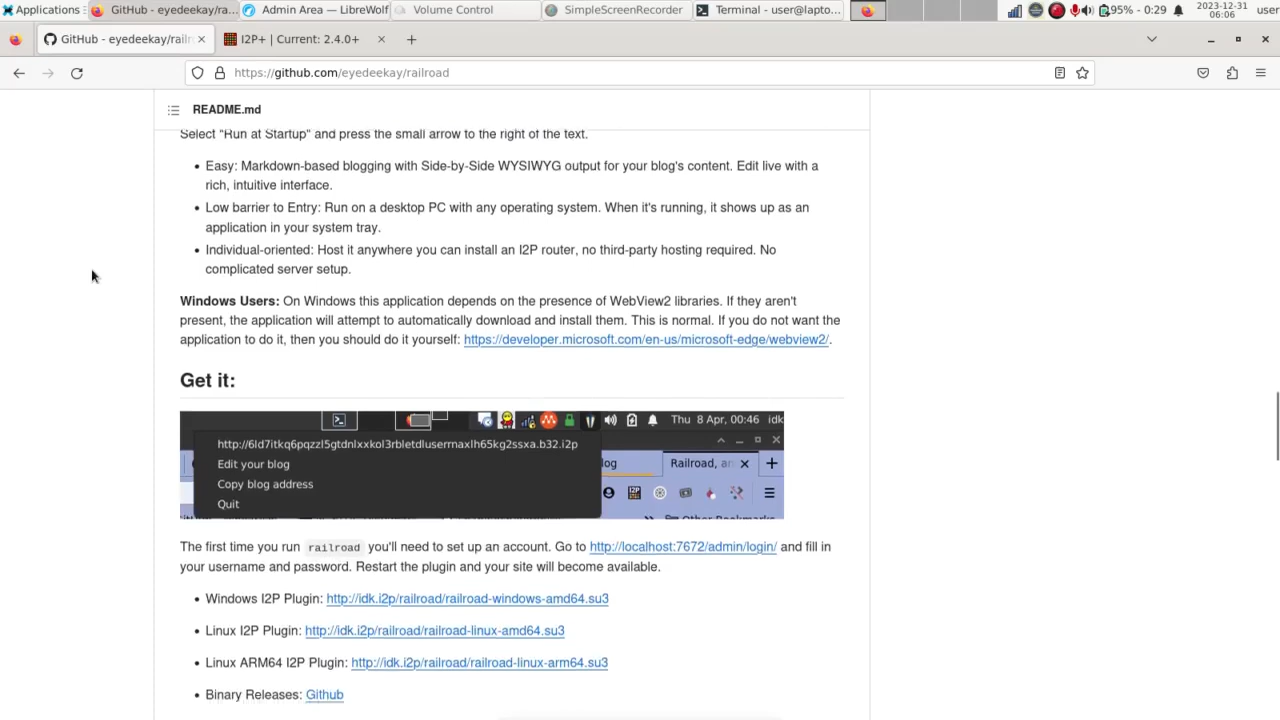 Applications
GitHub - eyedeekay/ra...
Admin Area — LibreWolf
Volume Control
SimpleScreenRecorder
Terminal - user@lapto...
95% - 0:29
2023-12-31
06:06
user
GitHub - eyedeekay/railr
I2P+ | Current: 2.4.0+
https://github.com/eyedeekay/railroad
README.md
Select "Run at Startup" and press the small arrow to the right of the text.
• Easy: Markdown-based blogging with Side-by-Side WYSIWYG output for your blog's content. Edit live with a
rich, intuitive interface.
• Low barrier to Entry: Run on a desktop PC with any operating system. When it's running, it shows up as an
application in your system tray.
• Individual-oriented: Host it anywhere you can install an I2P router, no third-party hosting required. No
complicated server setup.
Windows Users: On Windows this application depends on the presence of WebView2 libraries. If they aren't
present, the application will attempt to automatically download and install them. This is normal. If you do not want the
application to do it, then you should do it yourself: https://developer.microsoft.com/en-us/microsoft-edge/webview2/.
Get it:
Thu 8 Apr, 00:46 idk
http://6ld7itkq6pqzzl5gtdnlxxkol3rbletdlusermaxlh65kg2ssxa.b32.i2p
Edit your blog
log
Railroad, an
Copy blog address
Quit
Other Bookmarks
The first time you run railroad you'll need to set up an account. Go to http://localhost:7672/admin/login/ and fill in
your username and password. Restart the plugin and your site will become available.
• Windows I2P Plugin: http://idk.i2p/railroad/railroad-windows-amd64.su3
• Linux I2P Plugin: http://idk.i2p/railroad/railroad-linux-amd64.su3
• Linux ARM64 I2P Plugin: http://idk.i2p/railroad/railroad-linux-arm64.su3
• Binary Releases: Github